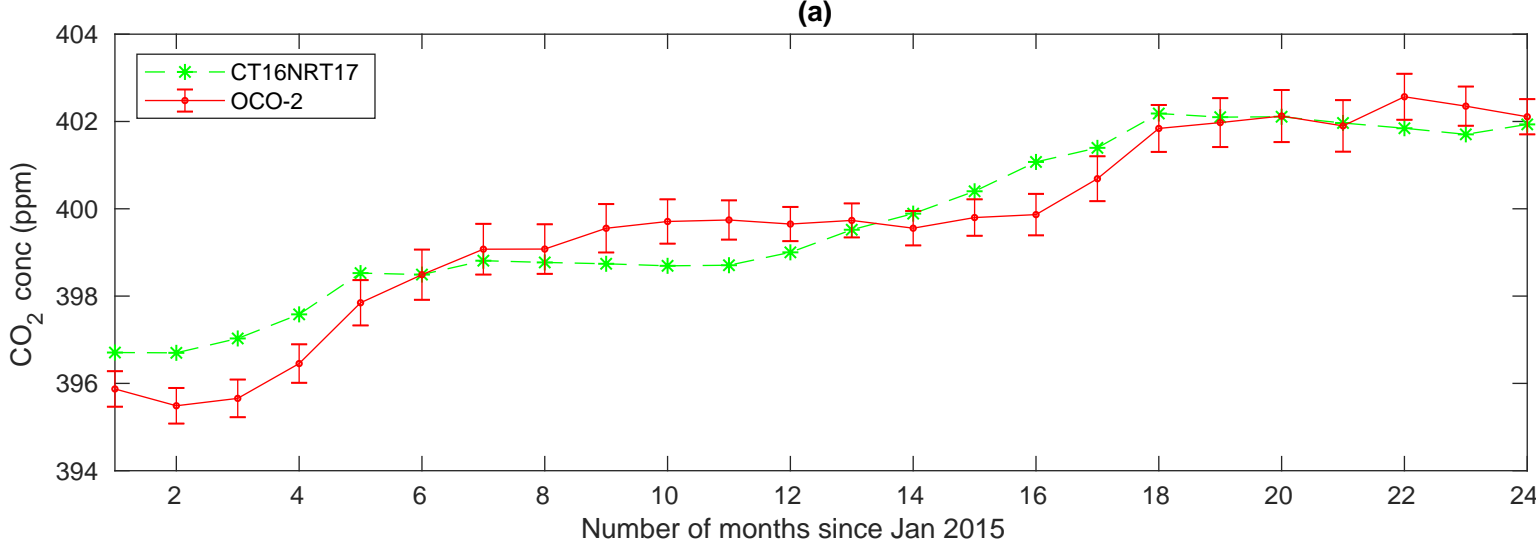 (a)
404
402
400
398
396
394
CO2 conc (ppm)
CT16NRT17
OCO-2
2 4 6 8 10 12 14 16 18 20 22 24
Number of months since Jan 2015